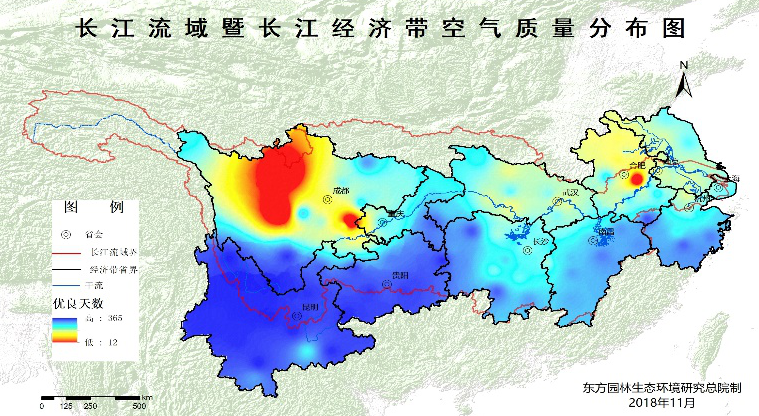 长江流域暨长江经济带空气质量分布图
N
合肥
上海
成都
武汉
重庆
长沙
贵阳
昆明
图 例
省会
长江流域界
经济带省界
干流
优良天数
高 : 365
低 : 12
km
0 125 250 500
东方园林生态环境研究总院制
2018年11月